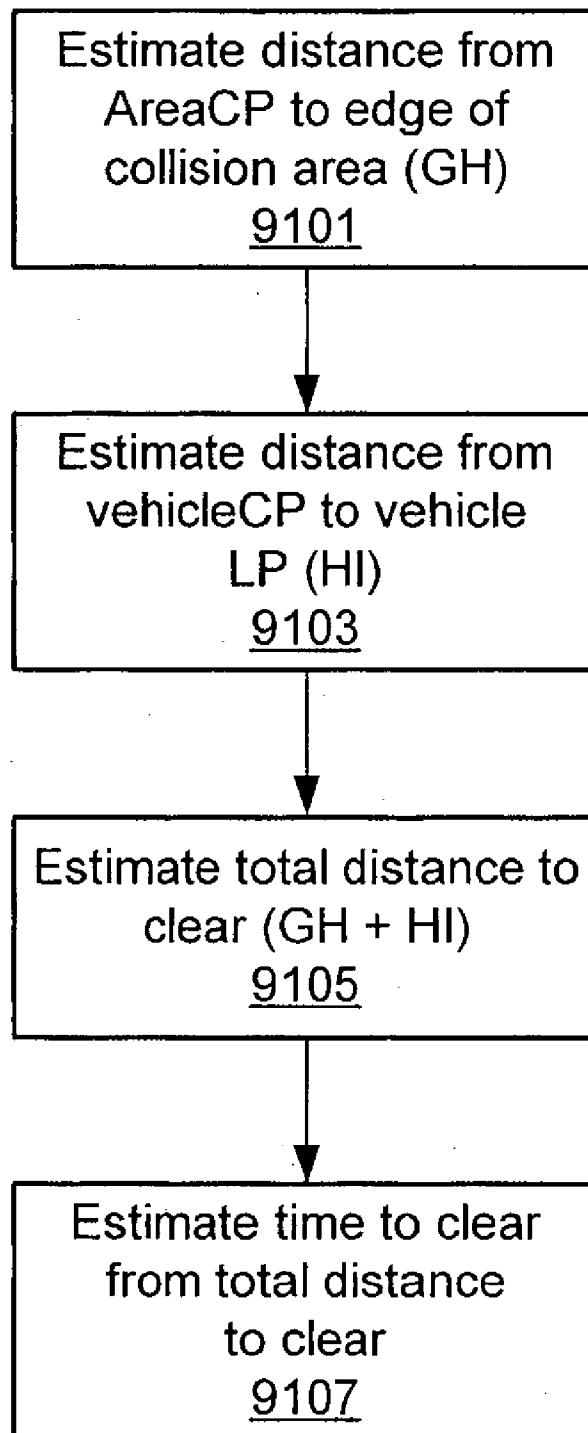 Estimate distance from
AreaCP to edge of
collision area (GH)
9101
Estimate distance from
vehicleCP to vehicle
LP (HI)
9103
Estimate total distance to
clear (GH + HI)
9105
Estimate time to clear
from total distance
to clear
9107